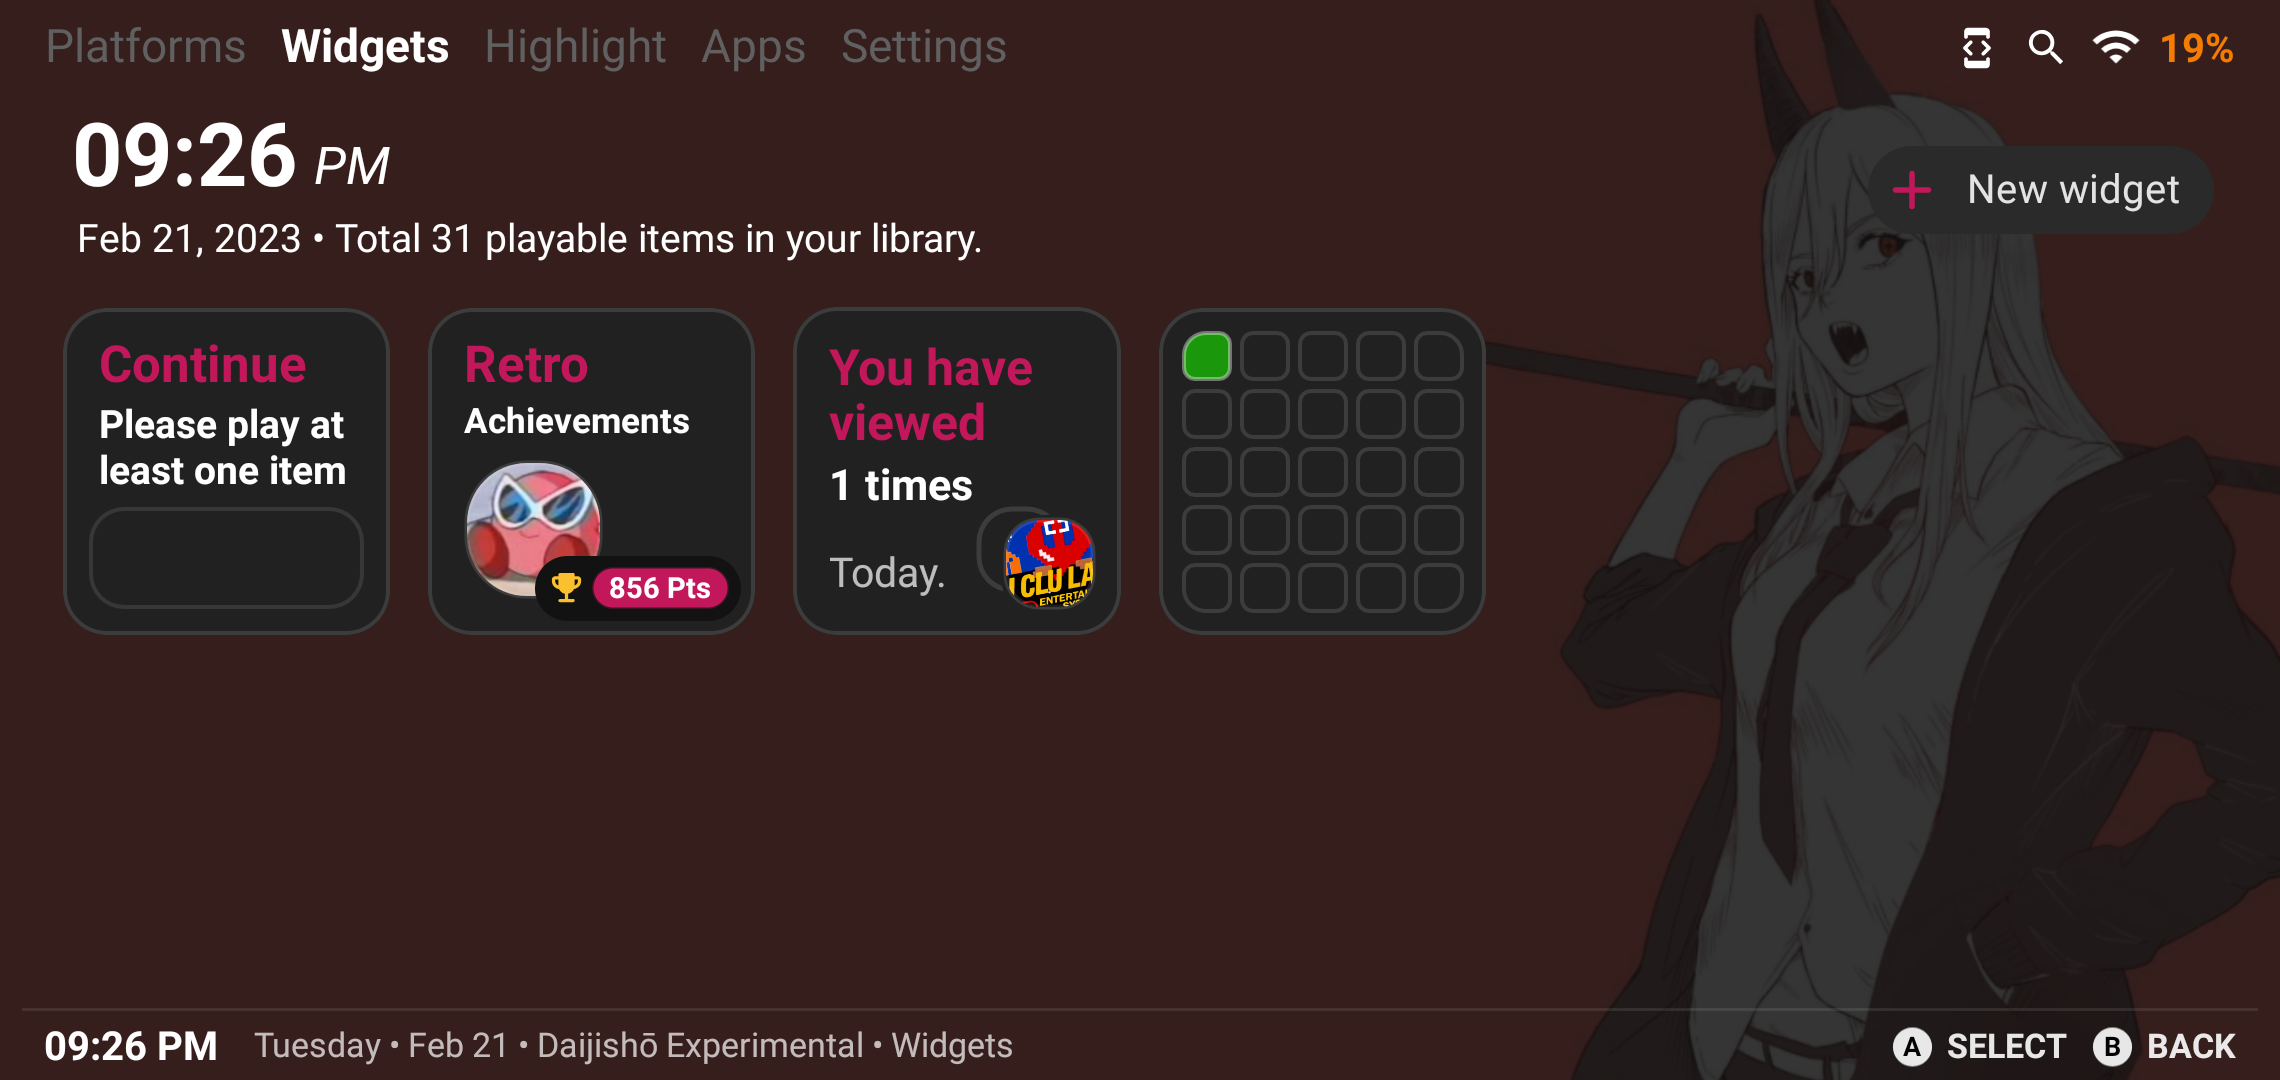 Platforms Widgets Highlight Apps Settings
19%
09:26 PM
New widget
Feb 21, 2023 • Total 31 playable items in your library.
Continue
Please play at
least one item
Retro
Achievements
856 Pts
You have
viewed
1 times
Today.
CLU LA
ENTERTA
09:26 PM Tuesday • Feb 21 • Daijishō Experimental • Widgets
A SELECT B BACK